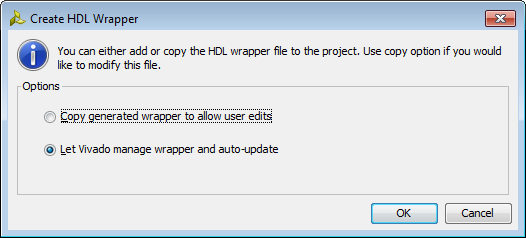 Create HDL Wrapper
You can either add or copy the HDL wrapper file to the project. Use copy option if you would
like to modify this file.
Options
Copy generated wrapper to allow user edits
Let Vivado manage wrapper and auto-update
OK
Cancel